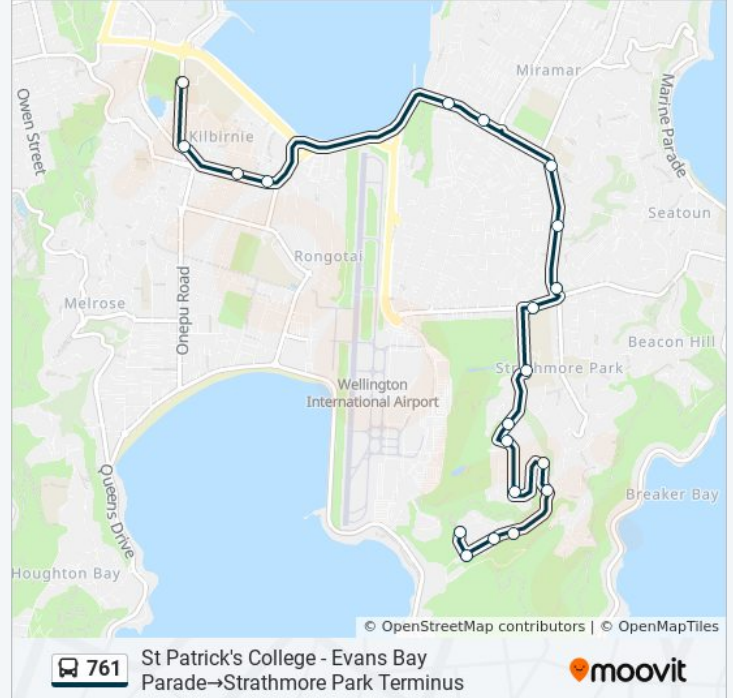 Miramar
Marine Parade
Owen Street
Kilbirnie
Seatoun
Rongotai
Onepu Road
Melrose
Beacon Hill
Strathmore Park
Wellington
International Airport
Queens Drive
Breaker Bay
Houghton Bay
© OpenStreetMap contributors | © OpenMapTiles
761
St Patrick's College - Evans Bay
Parade→Strathmore Park Terminus
moovit